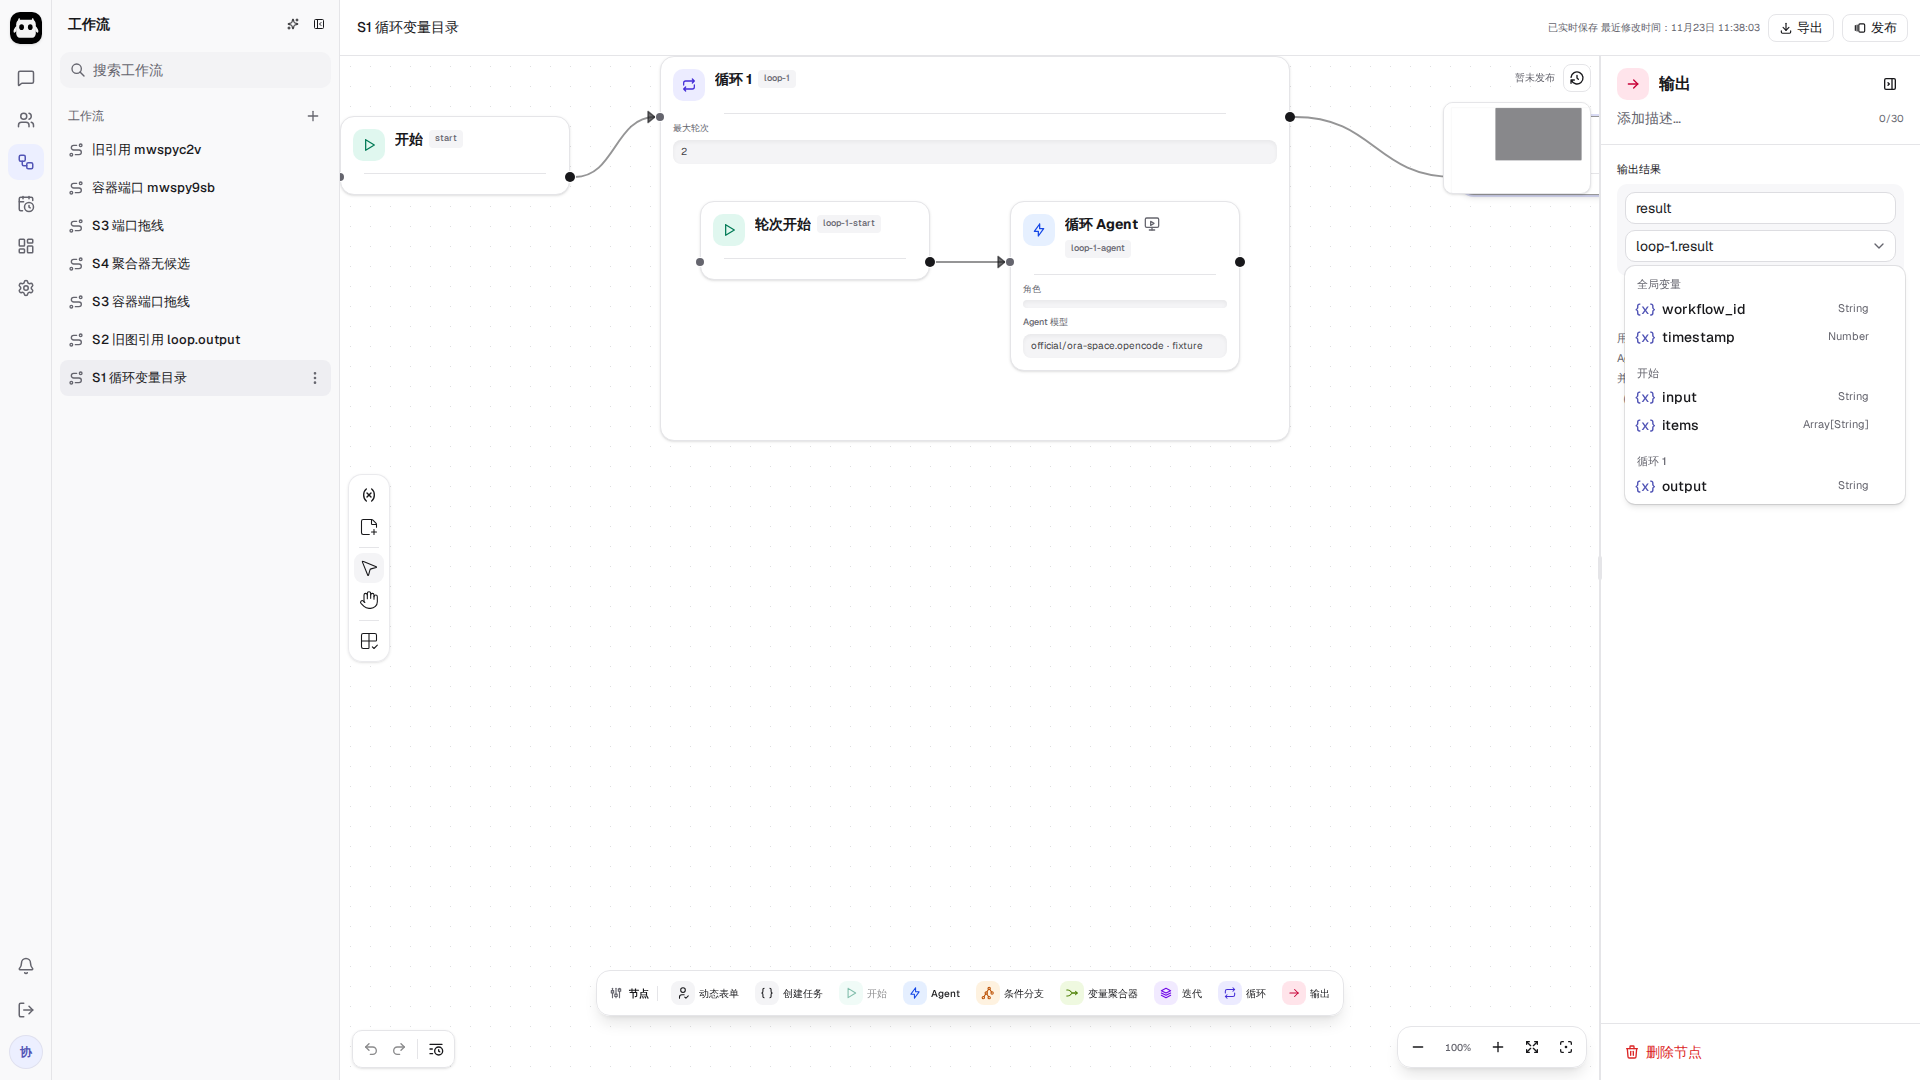 工作流
搜索工作流
工作流
旧引用 mwspyc2v
容器端口 mwspy9sb
S3 端口拖线
S4 聚合器无候选
S3 容器端口拖线
S2 旧图引用 loop.output
S1 循环变量目录
协
S1 循环变量目录
已实时保存 最近修改时间：11月23日 11:38:03
导出
发布
暂未发布
开始 start
循环 1 loop-1
最大轮次
2
轮次开始 loop-1-start
循环 Agent
loop-1-agent
角色
Agent 模型
official/ora-space.opencode · fixture
节点
动态表单
创建任务
开始
Agent
条件分支
变量聚合器
迭代
循环
输出
100%
输出
添加描述...
0/30
输出结果
result
loop-1.result
全局变量
workflow_id String
timestamp Number
开始
input String
items Array[String]
循环 1
output String
删除节点